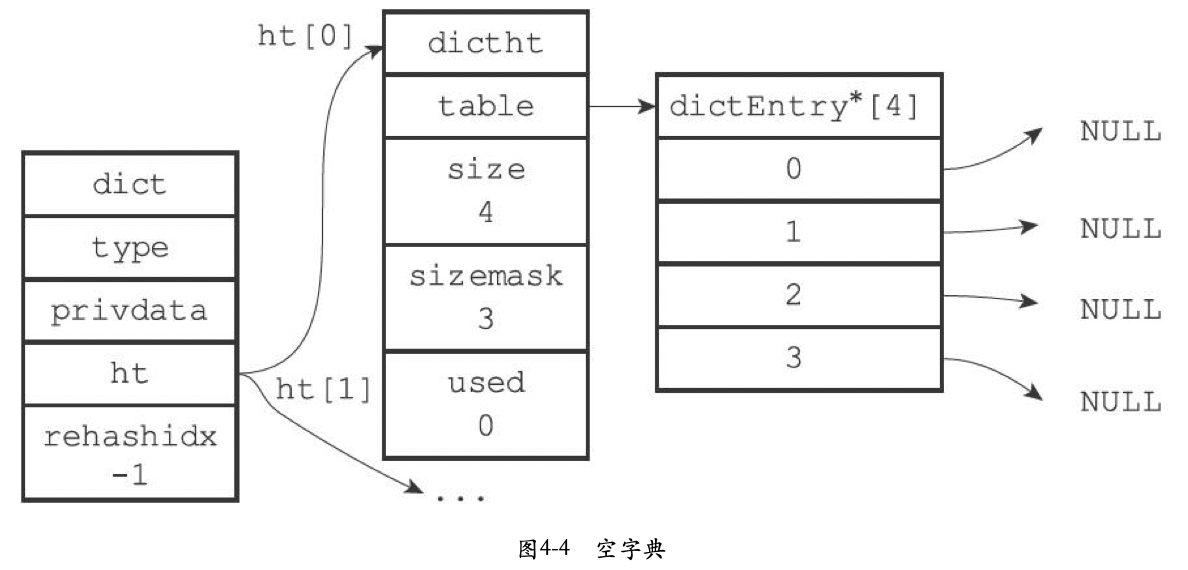 dict
type
privdata
ht
rehashidx
-1
ht[0]
ht[1]
dictht
table
size
4
sizemask
3
used
0
...
dictEntry*[4]
0
1
2
3
NULL
NULL
NULL
NULL
图4-4 空字典